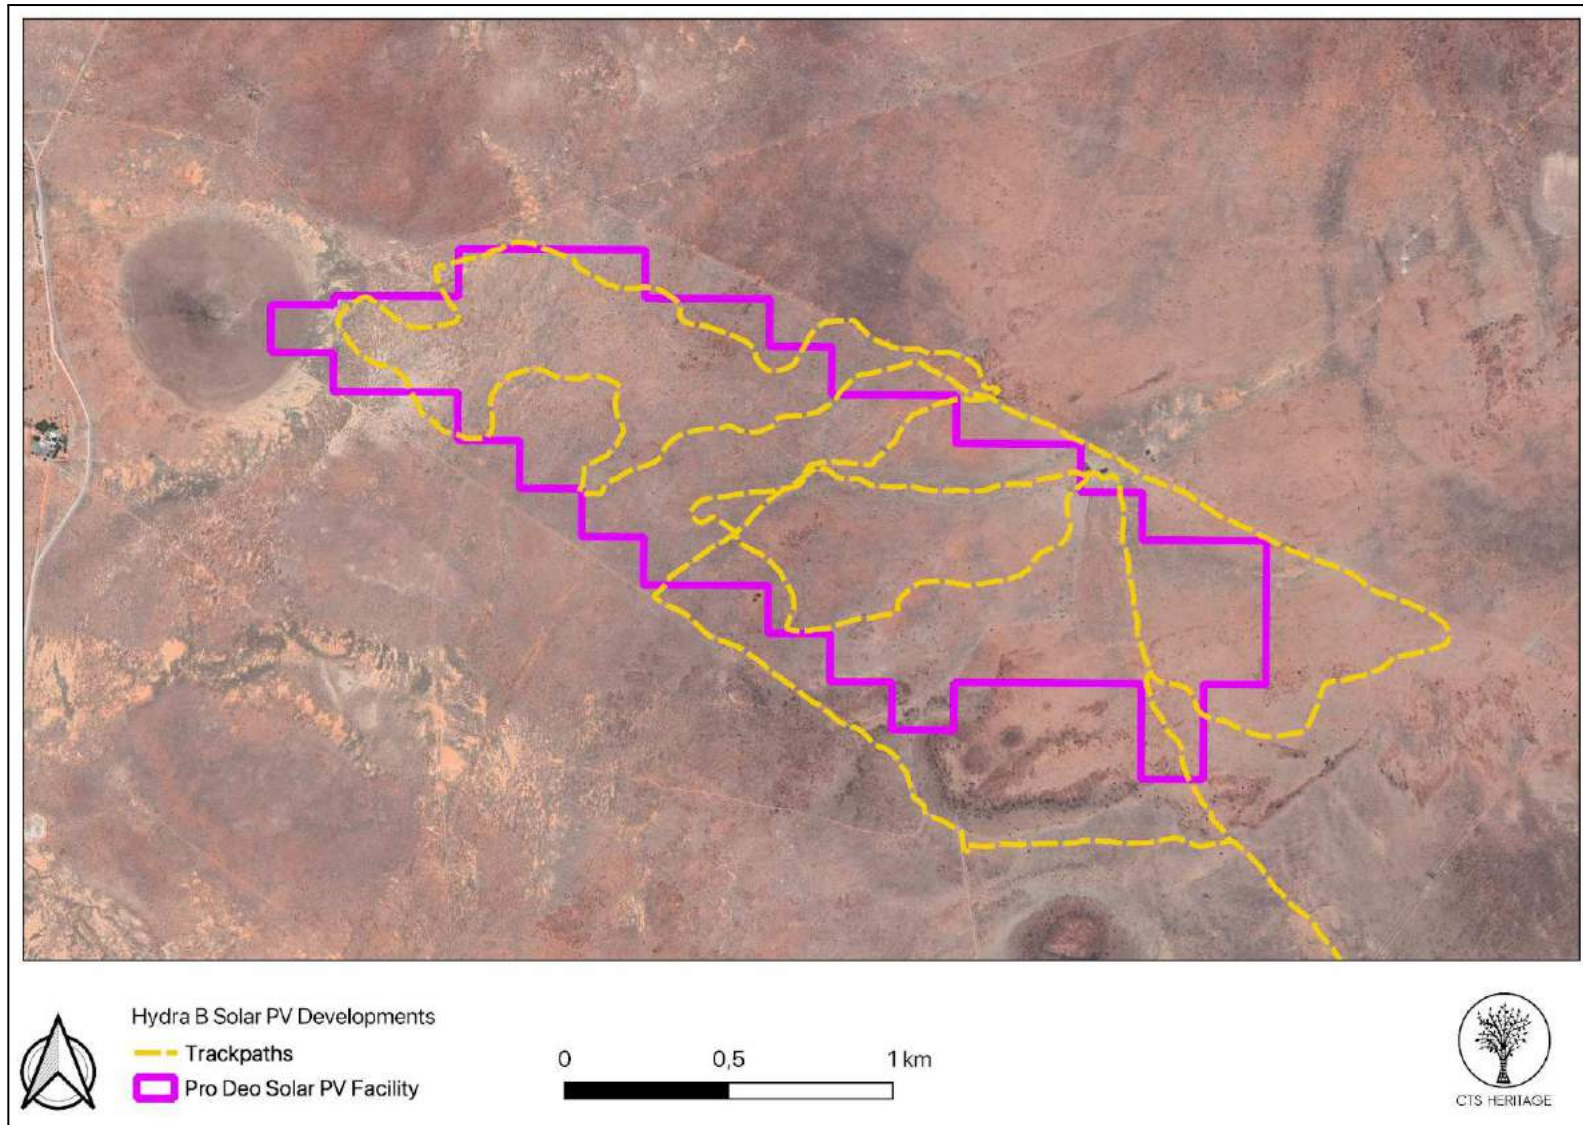 Hydra B Solar PV Developments
Trackpaths
Pro Deo Solar PV Facility
0 0,5 1 km
CTS HERITAGE